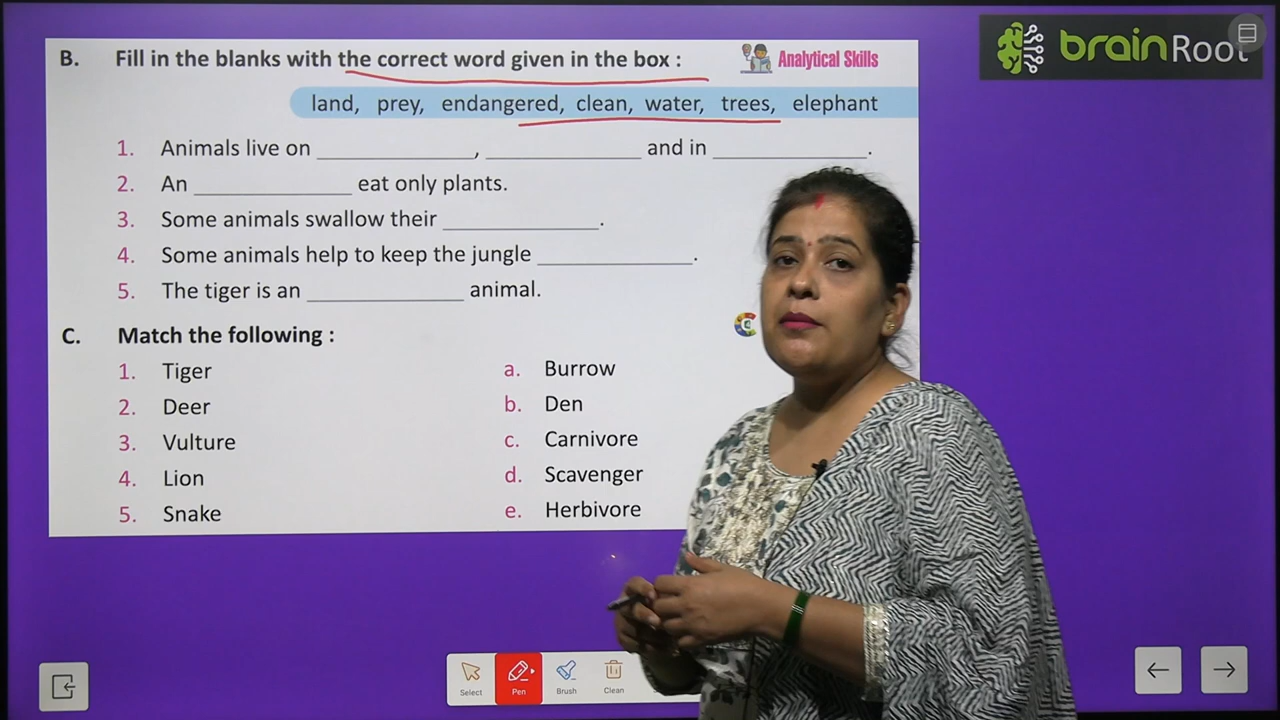 brainRoot
B. Fill in the blanks with the correct word given in the box :
Analytical Skills
land, prey, endangered, clean, water, trees, elephant
1. Animals live on ____________, ____________ and in ____________.
2. An ____________ eat only plants.
3. Some animals swallow their ____________.
4. Some animals help to keep the jungle ____________.
5. The tiger is an ____________ animal.
C. Match the following :
1. Tiger a. Burrow
2. Deer b. Den
3. Vulture c. Carnivore
4. Lion d. Scavenger
5. Snake e. Herbivore
Select Pen Brush Clean